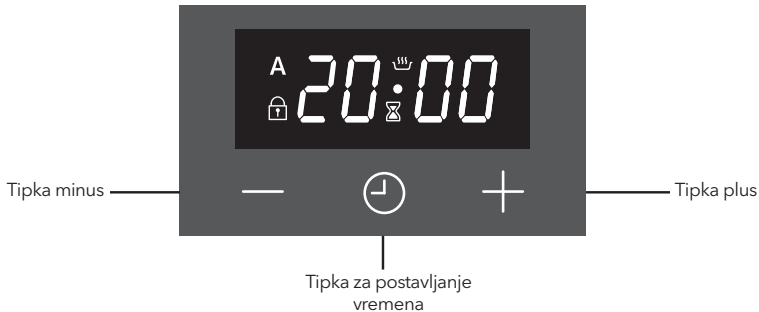 A 20:00
Tipka minus
Tipka plus
Tipka za postavljanje
vremena